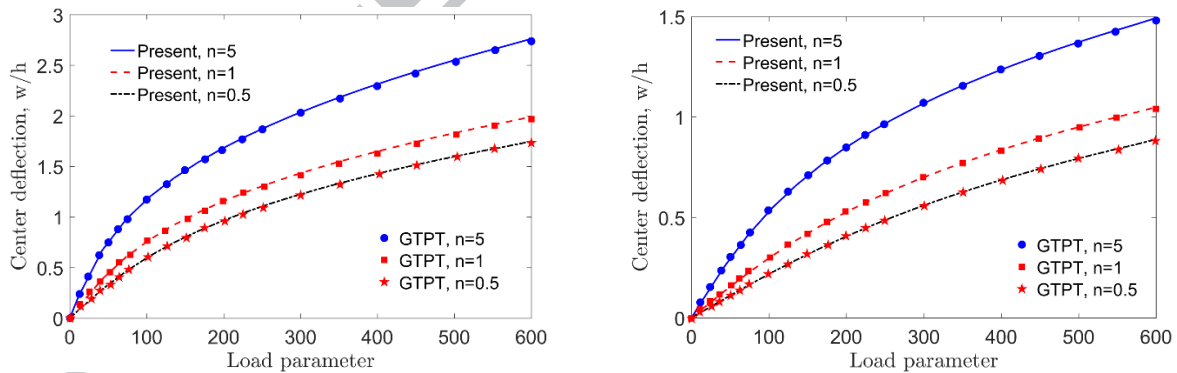 3
2.5
2
1.5
1
0.5
0
Center deflection, w/h
Present, n=5
Present, n=1
Present, n=0.5
GTPT, n=5
GTPT, n=1
GTPT, n=0.5
0 100 200 300 400 500 600
Load parameter
1.5
1
0.5
0
Center deflection, w/h
Present, n=5
Present, n=1
Present, n=0.5
GTPT, n=5
GTPT, n=1
GTPT, n=0.5
0 100 200 300 400 500 600
Load parameter